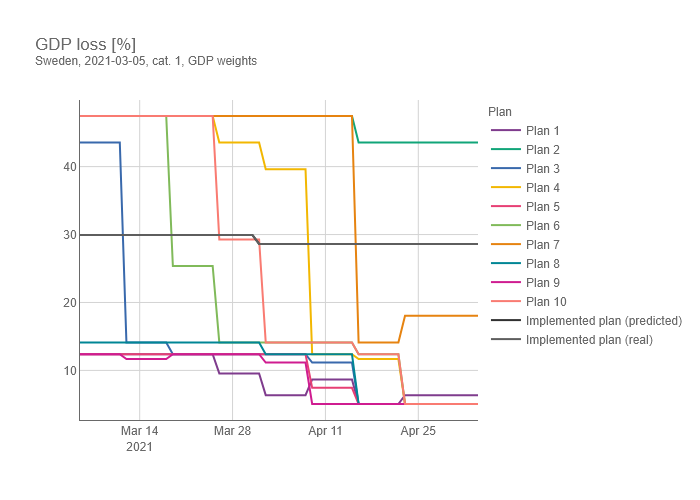 GDP loss [%]
Sweden, 2021-03-05, cat. 1, GDP weights
Plan
Plan 1
Plan 2
Plan 3
Plan 4
Plan 5
Plan 6
Plan 7
Plan 8
Plan 9
Plan 10
Implemented plan (predicted)
Implemented plan (real)
40
30
20
10
Mar 14 Mar 28 Apr 11 Apr 25
2021